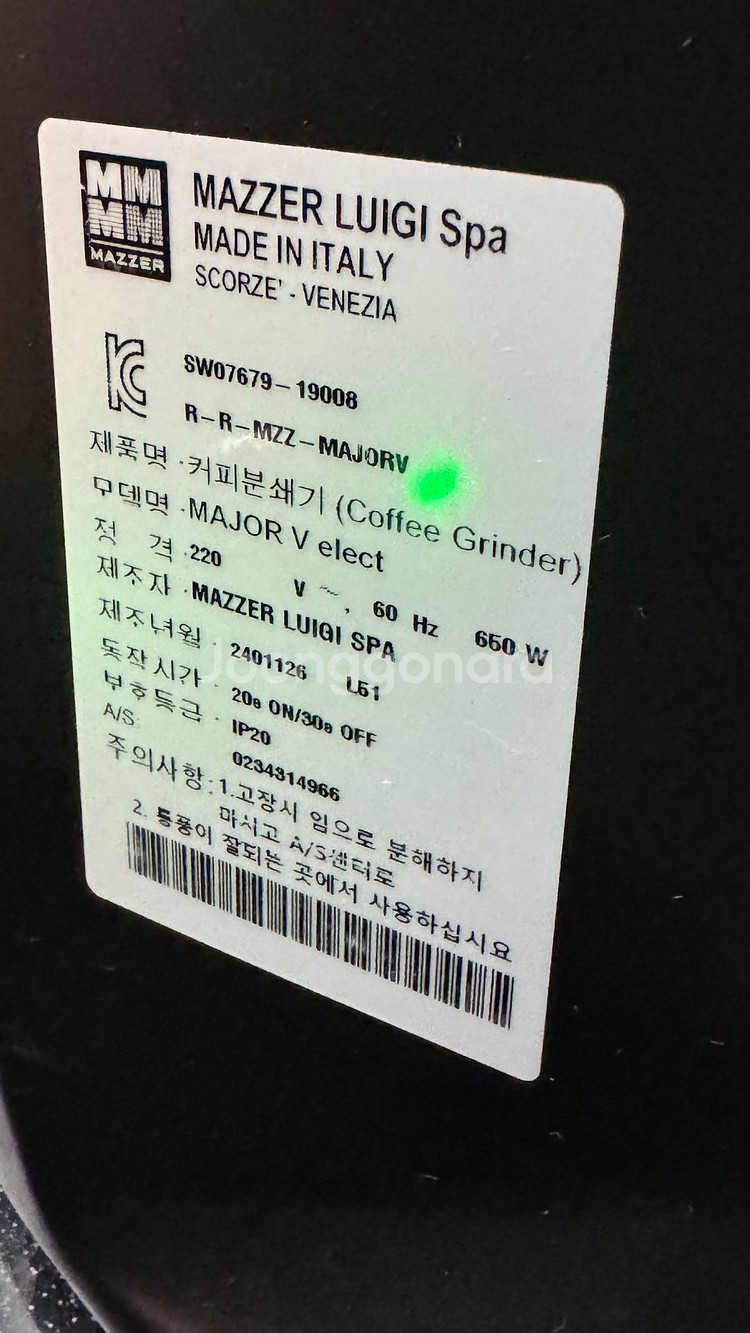 MAZZER
MAZZER LUIGI Spa
MADE IN ITALY
SCORZE' - VENEZIA
SW07679-19008
R-R-MZZ-MAJORV
제품명 · 커피분쇄기 (Coffee Grinder)
모델명 · MAJOR V elect
정 격 · 220 V ~, 60 Hz 650 W
제조자 · MAZZER LUIGI SPA
제조년월 2401126 L51
동작시간 · 20s ON/30s OFF
보호등급 · IP20
A/S: 0234314966
주의사항: 1.고장시 임으로 분해하지
마시고 A/S센터로
2. 통풍이 잘되는 곳에서 사용하십시요
Joonggonara